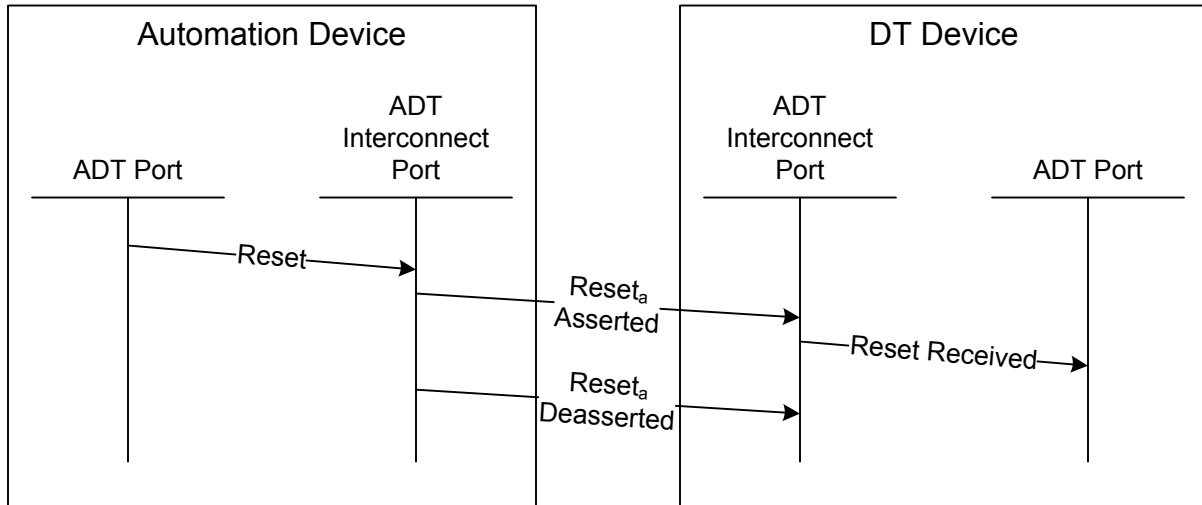 Automation Device
DT Device
ADT
Interconnect
Port
ADT Port
ADT
Interconnect
Port
ADT Port
Reset
Resetₐ
Asserted
Reset Received
Resetₐ
Deasserted